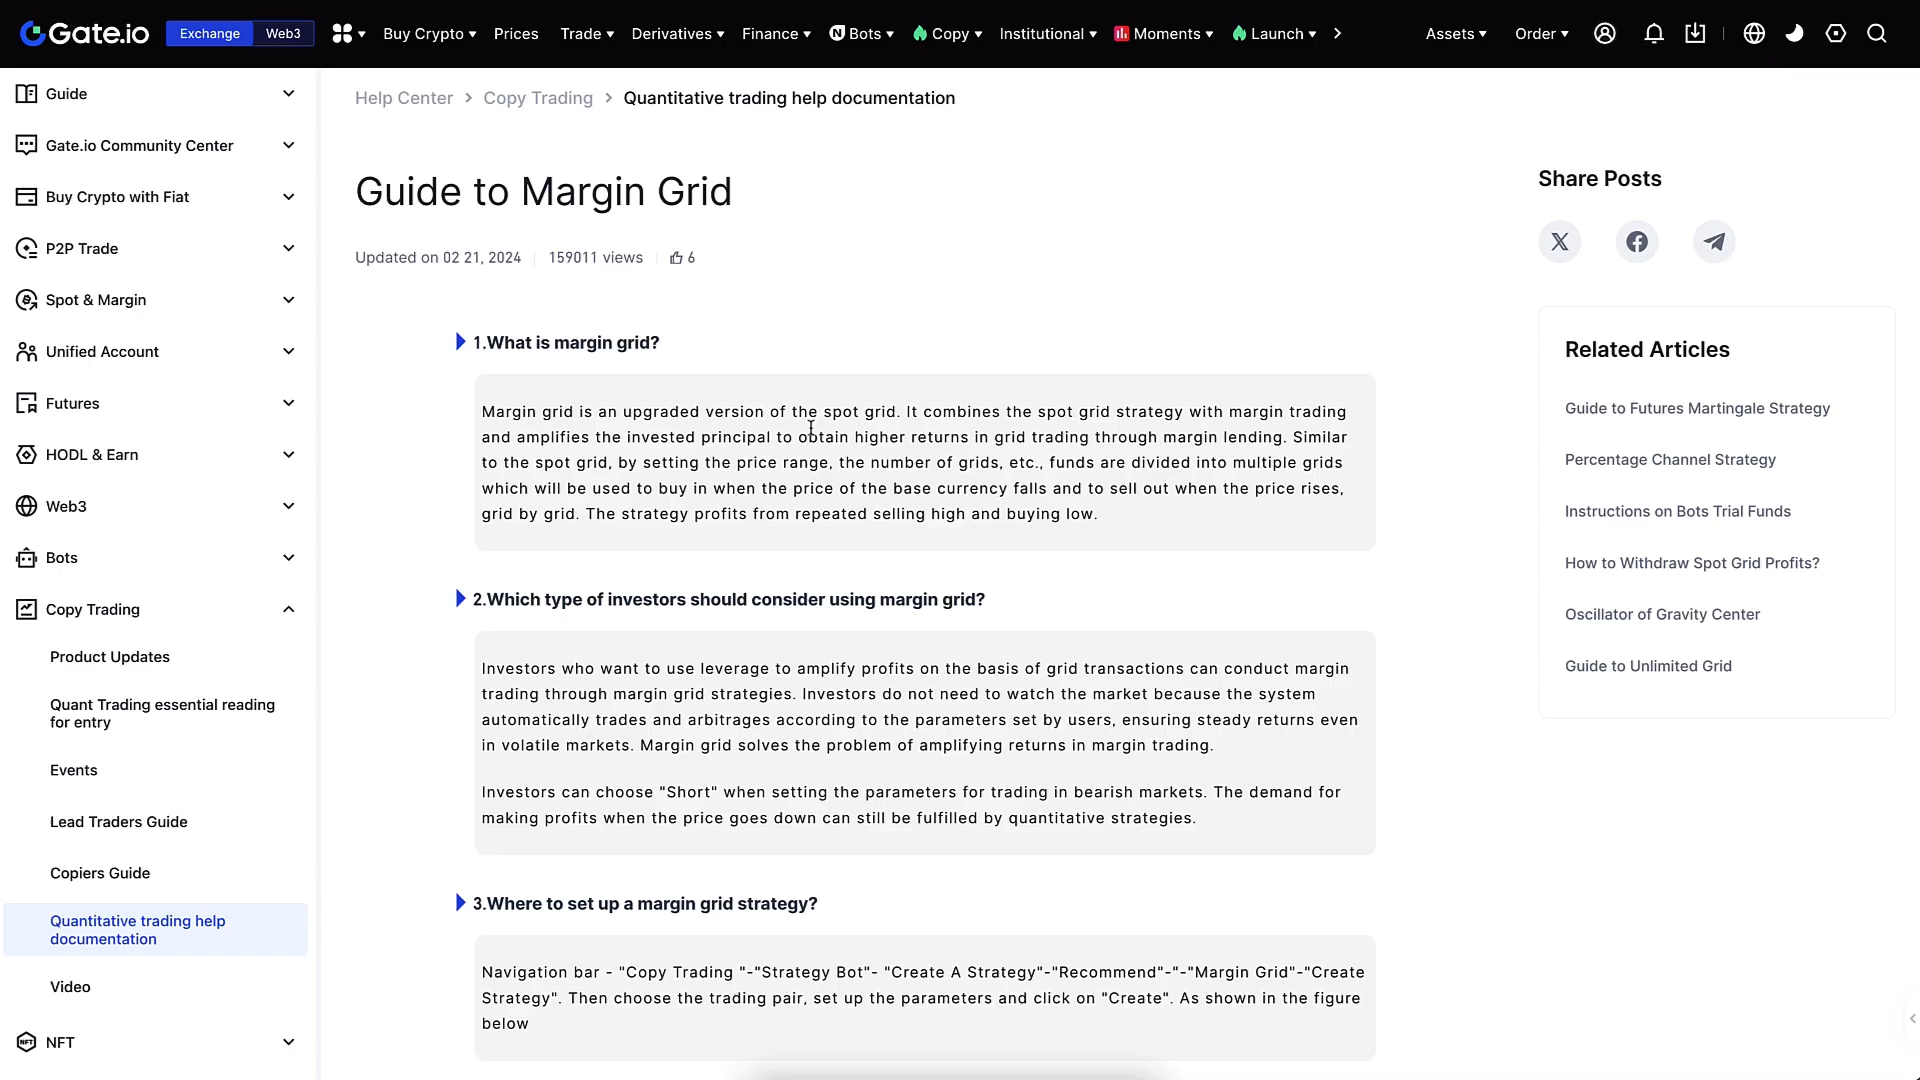 Gate.io
Exchange
Web3
Buy Crypto
Prices
Trade
Derivatives
Finance
Bots
Copy
Institutional
Moments
Launch
Assets
Order
Guide
Gate.io Community Center
Buy Crypto with Fiat
P2P Trade
Spot & Margin
Unified Account
Futures
HODL & Earn
Web3
Bots
Copy Trading
Product Updates
Quant Trading essential reading
for entry
Events
Lead Traders Guide
Copiers Guide
Quantitative trading help
documentation
Video
NFT
NFT
Help Center > Copy Trading > Quantitative trading help documentation
Guide to Margin Grid
Updated on 02 21, 2024 | 159011 views | 6
1.What is margin grid?
Margin grid is an upgraded version of the spot grid. It combines the spot grid strategy with margin trading
and amplifies the invested principal to obtain higher returns in grid trading through margin lending. Similar
to the spot grid, by setting the price range, the number of grids, etc., funds are divided into multiple grids
which will be used to buy in when the price of the base currency falls and to sell out when the price rises,
grid by grid. The strategy profits from repeated selling high and buying low.
2.Which type of investors should consider using margin grid?
Investors who want to use leverage to amplify profits on the basis of grid transactions can conduct margin
trading through margin grid strategies. Investors do not need to watch the market because the system
automatically trades and arbitrages according to the parameters set by users, ensuring steady returns even
in volatile markets. Margin grid solves the problem of amplifying returns in margin trading.
Investors can choose "Short" when setting the parameters for trading in bearish markets. The demand for
making profits when the price goes down can still be fulfilled by quantitative strategies.
3.Where to set up a margin grid strategy?
Navigation bar - "Copy Trading "-"Strategy Bot"- "Create A Strategy"-"Recommend"-"-"Margin Grid"-"Create
Strategy". Then choose the trading pair, set up the parameters and click on "Create". As shown in the figure
below
Share Posts
Related Articles
Guide to Futures Martingale Strategy
Percentage Channel Strategy
Instructions on Bots Trial Funds
How to Withdraw Spot Grid Profits?
Oscillator of Gravity Center
Guide to Unlimited Grid